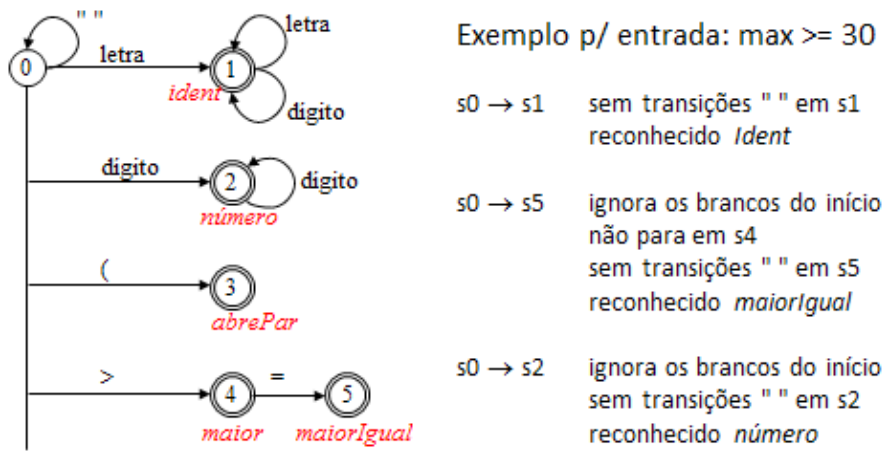 " "
letra
0
1
letra
ident
digito
digito
2
digito
número
(
3
abrePar
>
4
=
5
maior
maiorIgual
Exemplo p/ entrada: max >= 30
s0 → s1 sem transições " " em s1
reconhecido Ident
s0 → s5 ignora os brancos do início
não para em s4
sem transições " " em s5
reconhecido maiorIgual
s0 → s2 ignora os brancos do início
sem transições " " em s2
reconhecido número